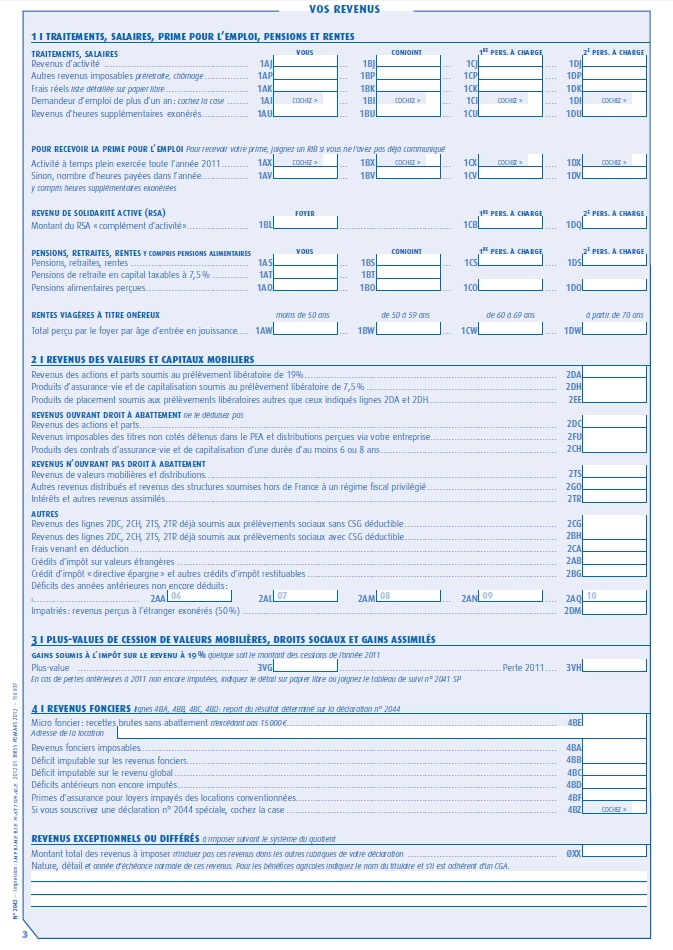 VOS REVENUS
1 I TRAITEMENTS, SALAIRES, PRIME POUR L'EMPLOI, PENSIONS ET RENTES
TRAITEMENTS, SALAIRES VOUS CONJOINT 1RE PERS. À CHARGE 2E PERS. À CHARGE
Revenus d'activité 1AJ 1BJ 1CJ 1DJ
Autres revenus imposables préretraite, chômage 1AP 1BP 1CP 1DP
Frais réels liste détaillée sur papier libre 1AK 1BK 1CK 1DK
Demandeur d'emploi de plus d'un an : cochez la case 1AI COCHEZ > 1BI COCHEZ > 1CI COCHEZ > 1DI COCHEZ >
Revenus d'heures supplémentaires exonérés 1AU 1BU 1CU 1DU
POUR RECEVOIR LA PRIME POUR L'EMPLOI Pour recevoir votre prime, joignez un RIB si vous ne l'avez pas déjà communiqué
Activité à temps plein exercée toute l'année 2011 1AX COCHEZ > 1BX COCHEZ > 1CX COCHEZ > 1DX COCHEZ >
Sinon, nombre d'heures payées dans l'année 1AV 1BV 1CV 1DV
y compris heures supplémentaires exonérées
REVENU DE SOLIDARITÉ ACTIVE (RSA) FOYER 1RE PERS. À CHARGE 2E PERS. À CHARGE
Montant du RSA « complément d'activité » 1BL 1CB 1DQ
PENSIONS, RETRAITES, RENTES Y COMPRIS PENSIONS ALIMENTAIRES VOUS CONJOINT 1RE PERS. À CHARGE 2E PERS. À CHARGE
Pensions, retraites, rentes 1AS 1BS 1CS 1DS
Pensions de retraite en capital taxables à 7,5 % 1AT 1BT
Pensions alimentaires perçues 1AO 1BO 1CO 1DO
RENTES VIAGÈRES À TITRE ONÉREUX moins de 50 ans de 50 à 59 ans de 60 à 69 ans à partir de 70 ans
Total perçu par le foyer par âge d'entrée en jouissance 1AW 1BW 1CW 1DW
2 I REVENUS DES VALEURS ET CAPITAUX MOBILIERS
Revenus des actions et parts soumis au prélèvement libératoire de 19% 2DA
Produits d'assurance-vie et de capitalisation soumis au prélèvement libératoire de 7,5 % 2DH
Produits de placement soumis aux prélèvements libératoires autres que ceux indiqués lignes 2DA et 2DH 2EE
REVENUS OUVRANT DROIT À ABATTEMENT ne le déduisez pas
Revenus des actions et parts 2DC
Revenus imposables des titres non cotés détenus dans le PEA et distributions perçues via votre entreprise 2FU
Produits des contrats d'assurance-vie et de capitalisation d'une durée d'au moins 6 ou 8 ans 2CH
REVENUS N'OUVRANT PAS DROIT À ABATTEMENT
Revenus de valeurs mobilières et distributions 2TS
Autres revenus distribués et revenus des structures soumises hors de France à un régime fiscal privilégié 2GO
Intérêts et autres revenus assimilés 2TR
AUTRES
Revenus des lignes 2DC, 2CH, 2TS, 2TR déjà soumis aux prélèvements sociaux sans CSG déductible 2CG
Revenus des lignes 2DC, 2CH, 2TS, 2TR déjà soumis aux prélèvements sociaux avec CSG déductible 2BH
Frais venant en déduction 2CA
Crédits d'impôt sur valeurs étrangères 2AB
Crédit d'impôt « directive épargne » et autres crédits d'impôt restituables 2BG
Déficits des années antérieures non encore déduits :
2AA 06 2AL 07 2AM 08 2AN 09 2AQ 10
Impatriés : revenus perçus à l'étranger exonérés (50 %) 2DM
3 I PLUS-VALUES DE CESSION DE VALEURS MOBILIÈRES, DROITS SOCIAUX ET GAINS ASSIMILÉS
GAINS SOUMIS À L'IMPÔT SUR LE REVENU À 19 % quelque soit le montant des cessions de l'année 2011
Plus-value 3VG Perte 2011 3VH
En cas de pertes antérieures à 2011 non encore imputées, indiquez le détail sur papier libre ou joignez le tableau de suivi n° 2041 SP
4 I REVENUS FONCIERS lignes 4BA, 4BB, 4BC, 4BD : report du résultat déterminé sur la déclaration n° 2044
Micro foncier : recettes brutes sans abattement n'excédant pas 15 000 € 4BE
Adresse de la location
Revenus fonciers imposables 4BA
Déficit imputable sur les revenus fonciers 4BB
Déficit imputable sur le revenu global 4BC
Déficits antérieurs non encore imputés 4BD
Primes d'assurance pour loyers impayés des locations conventionnées 4BF
Si vous souscrivez une déclaration n° 2044 spéciale, cochez la case 4BZ COCHEZ >
REVENUS EXCEPTIONNELS OU DIFFÉRÉS à imposer suivant le système du quotient
Montant total des revenus à imposer n'incluez pas ces revenus dans les autres rubriques de votre déclaration 0XX
Nature, détail et année d'échéance normale de ces revenus. Pour les bénéfices agricoles indiquez le nom du titulaire et s'il est adhérent d'un CGA.
N° 2042 - Impression
3